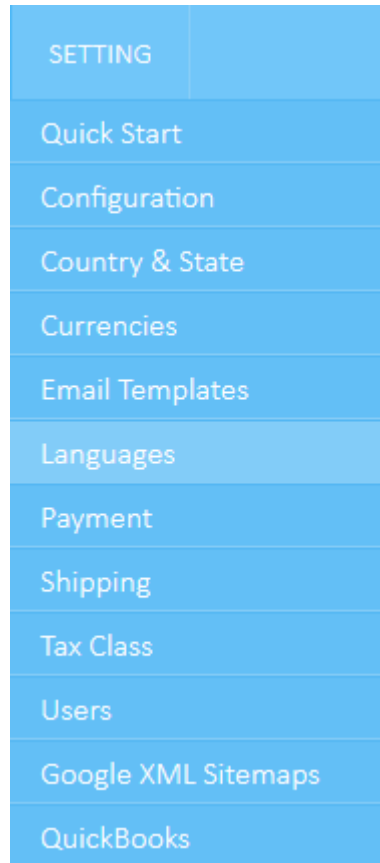 SETTING
Quick Start
Configuration
Country & State
Currencies
Email Templates
Languages
Payment
Shipping
Tax Class
Users
Google XML Sitemaps
QuickBooks